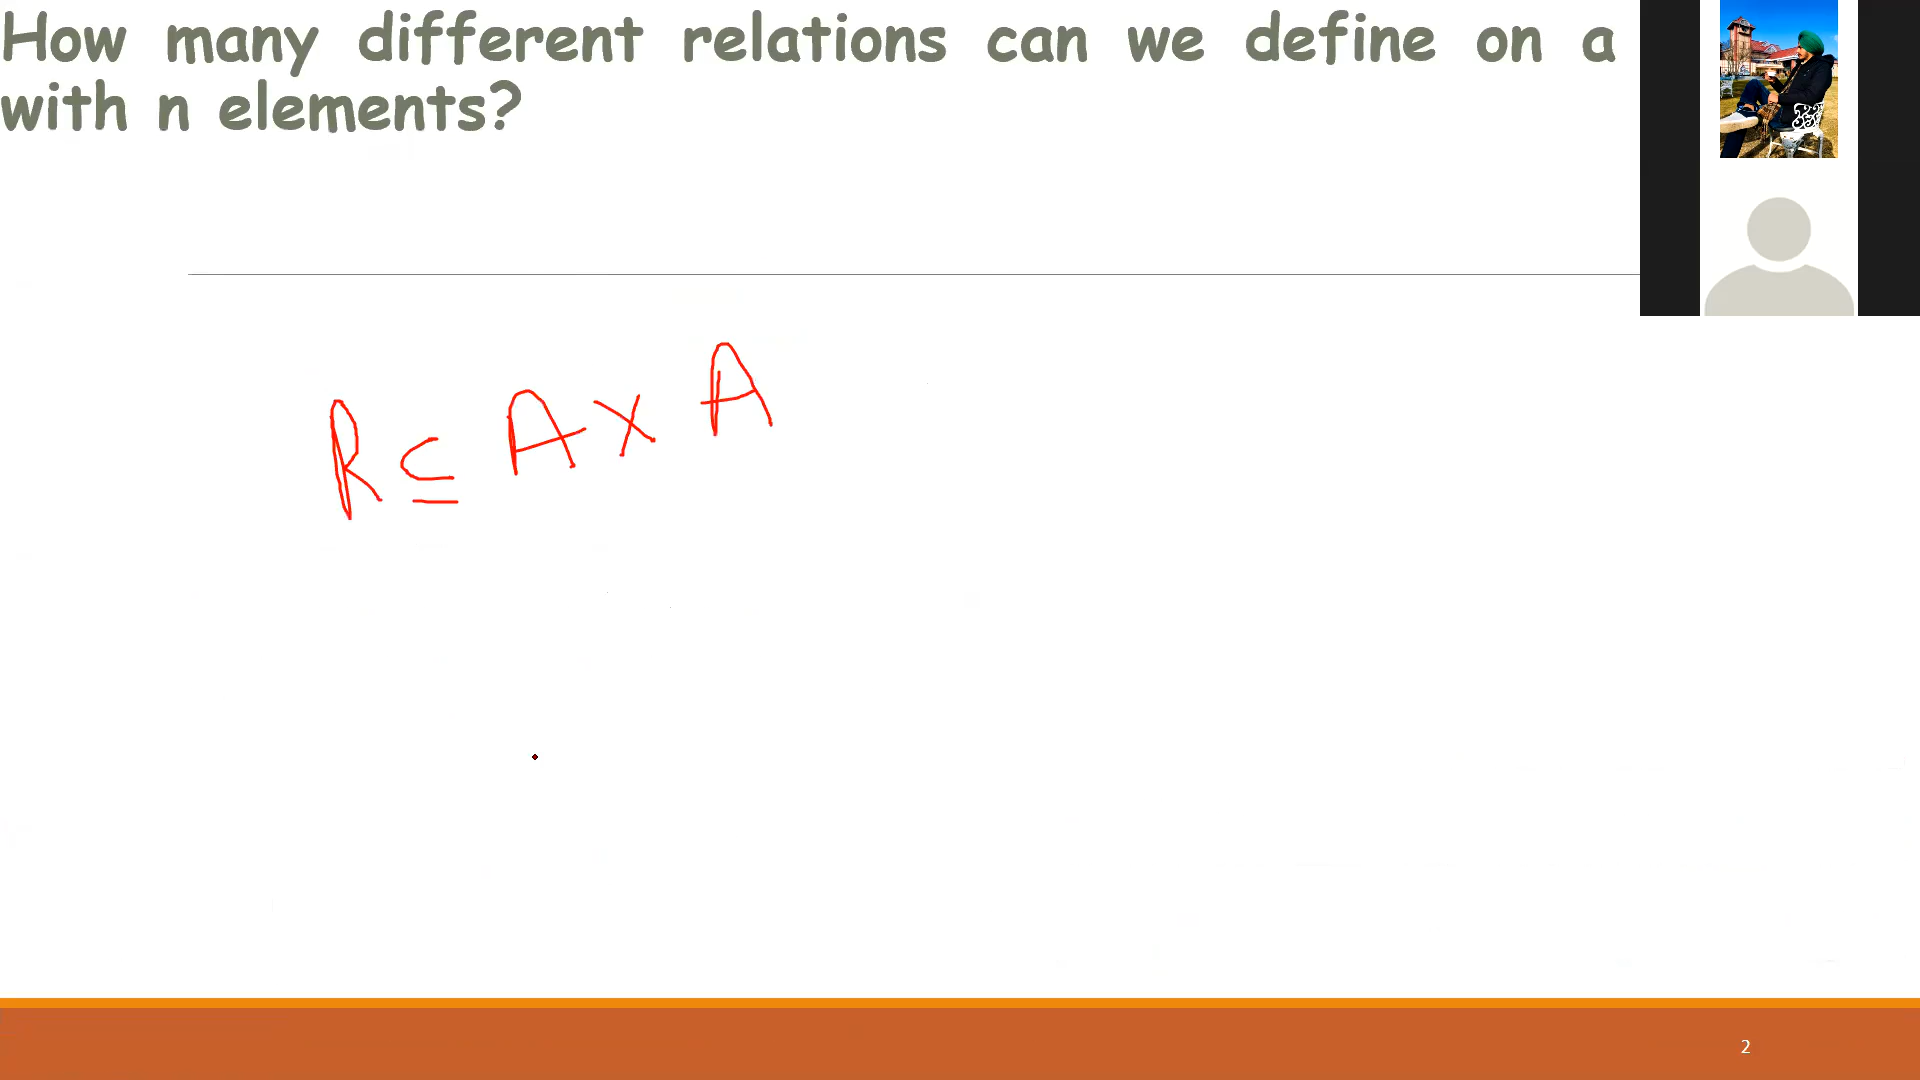 How many different relations can we define on a
with n elements?
R ⊆ A × A
2